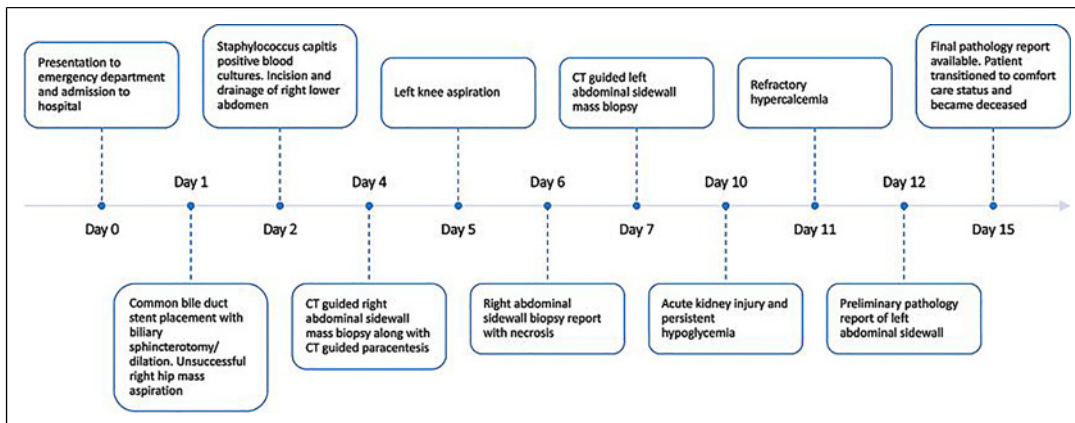 Presentation to
emergency department
and admission to
hospital
Staphylococcus capitis
positive blood
cultures. Incision and
drainage of right lower
abdomen
Left knee aspiration
CT guided left
abdominal sidewall
mass biopsy
Refractory
hypercalcemia
Final pathology report
available. Patient
transitioned to comfort
care status and
became deceased
Day 1
Day 4
Day 6
Day 10
Day 12
Day 0
Day 2
Day 5
Day 7
Day 11
Day 15
Common bile duct
stent placement with
biliary
sphincterotomy/
dilation. Unsuccessful
right hip mass
aspiration
CT guided right
abdominal sidewall
mass biopsy along with
CT guided paracentesis
Right abdominal
sidewall biopsy report
with necrosis
Acute kidney injury and
persistent
hypoglycemia
Preliminary pathology
report of left
abdominal sidewall